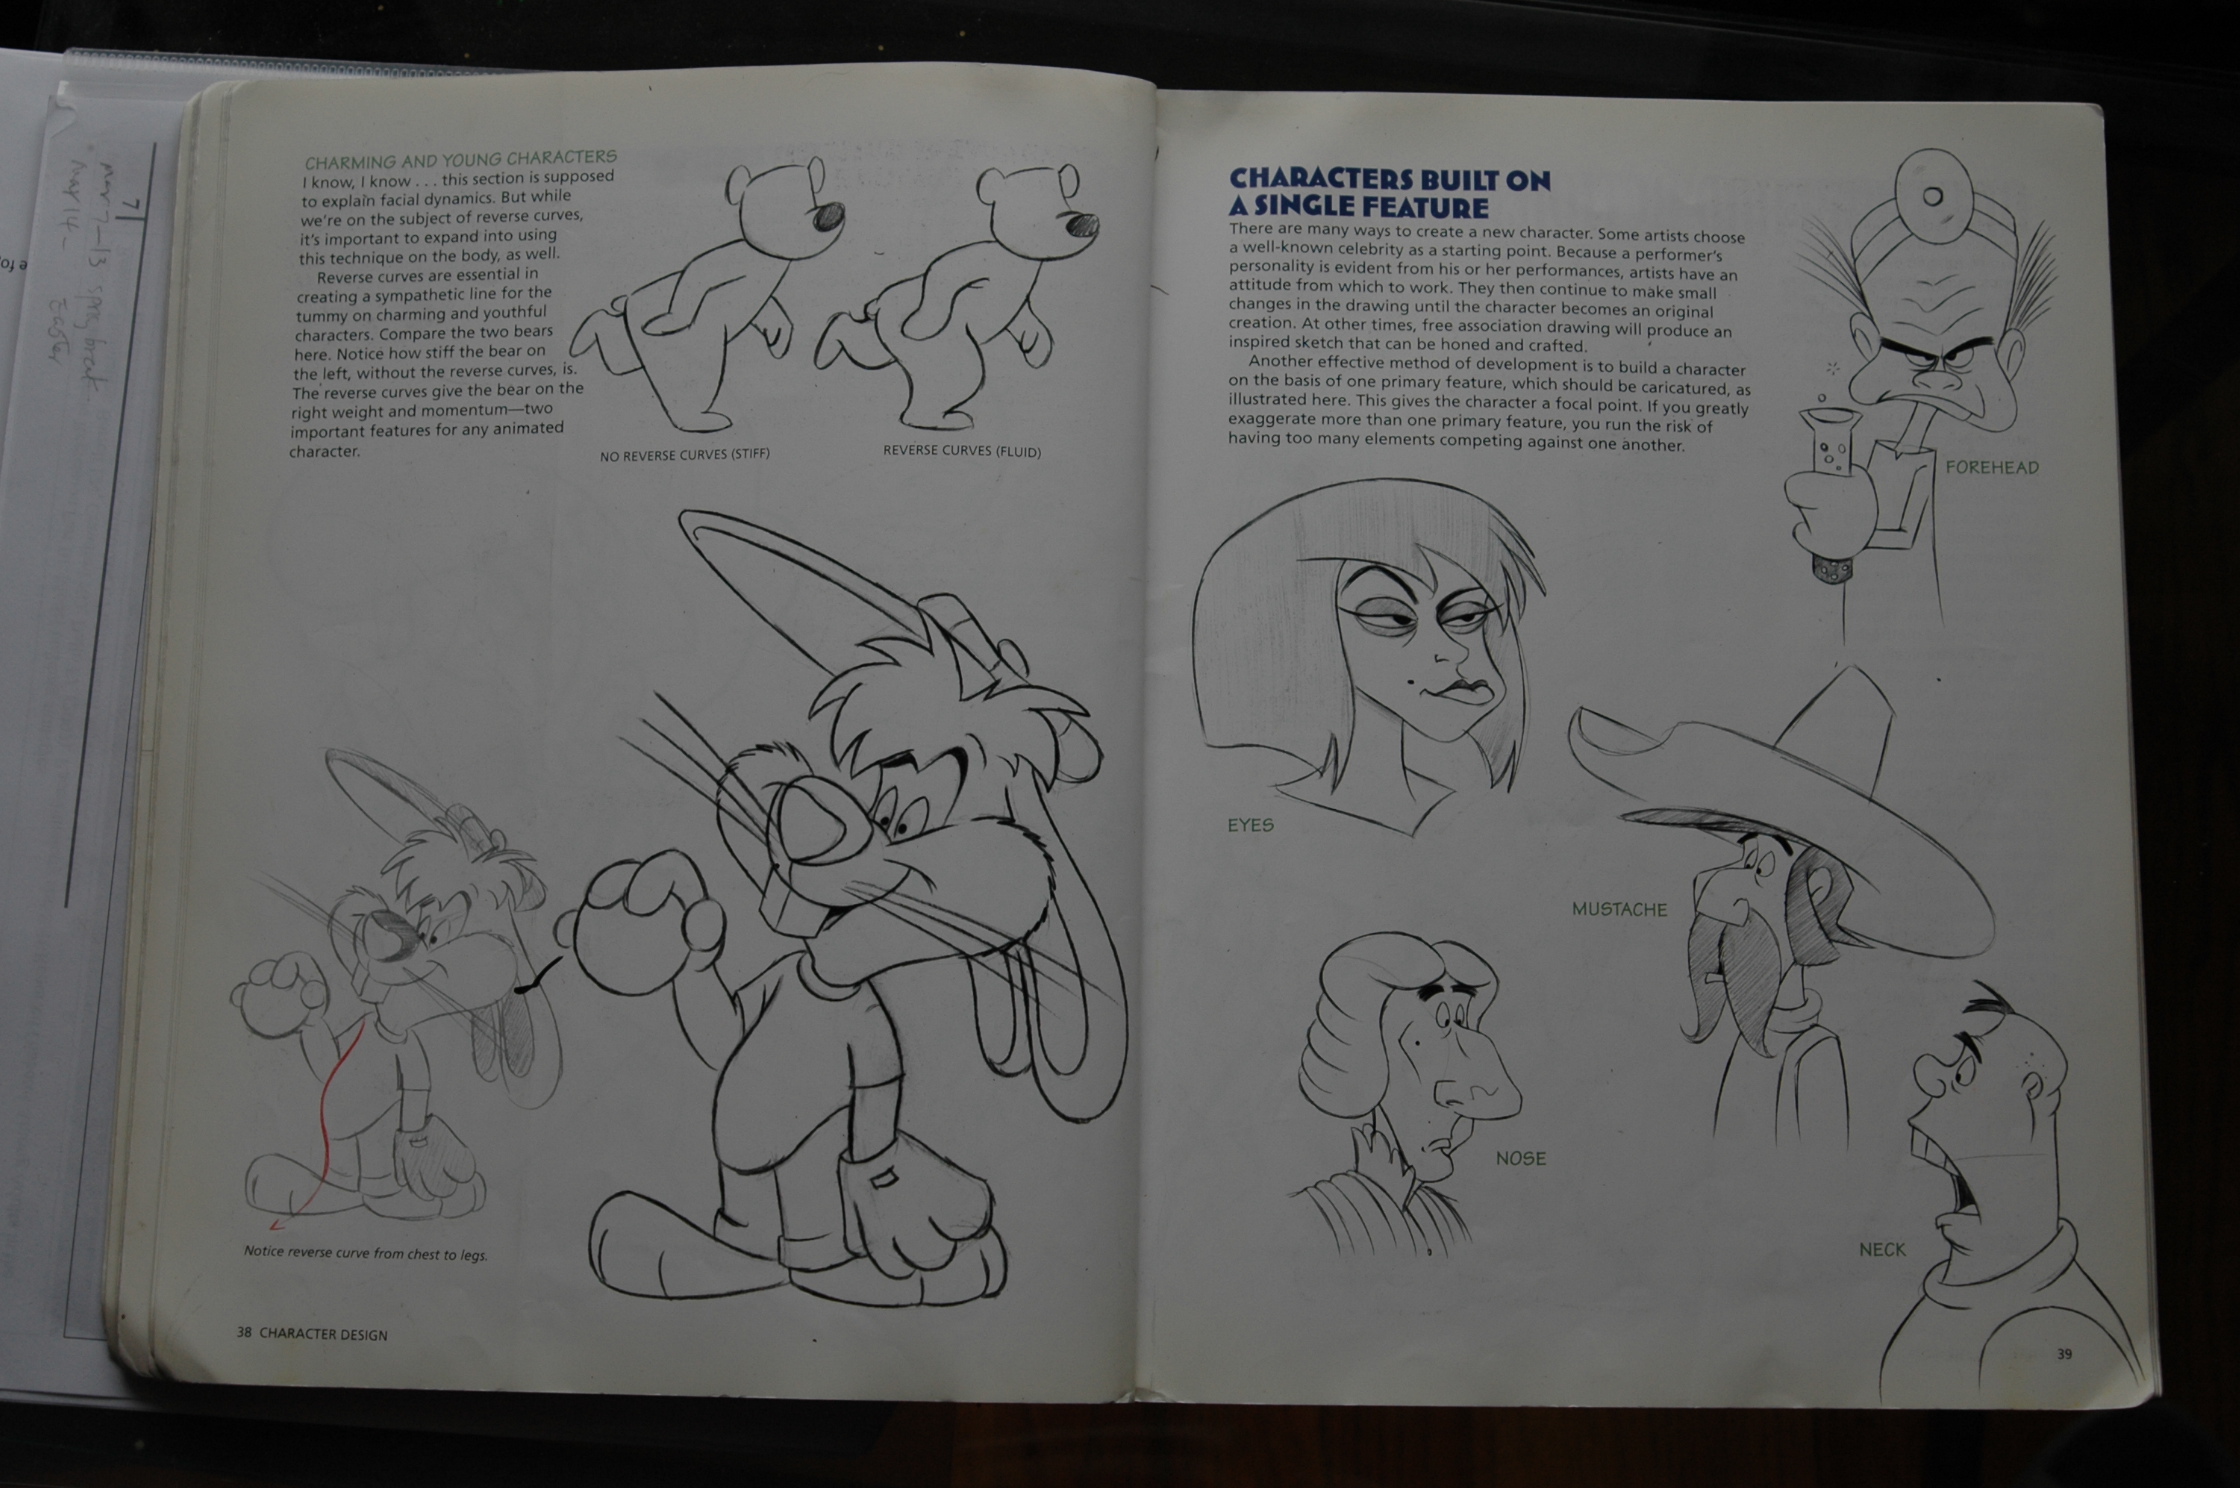 CHARMING AND YOUNG CHARACTERS
I know, I know . . . this section is supposed
to explain facial dynamics. But while
we're on the subject of reverse curves,
it's important to expand into using
this technique on the body, as well.
Reverse curves are essential in
creating a sympathetic line for the
tummy on charming and youthful
characters. Compare the two bears
here. Notice how stiff the bear on
the left, without the reverse curves, is.
The reverse curves give the bear on the
right weight and momentum—two
important features for any animated
character.
NO REVERSE CURVES (STIFF)
REVERSE CURVES (FLUID)
Notice reverse curve from chest to legs.
38 CHARACTER DESIGN
CHARACTERS BUILT ON
A SINGLE FEATURE
There are many ways to create a new character. Some artists choose
a well-known celebrity as a starting point. Because a performer's
personality is evident from his or her performances, artists have an
attitude from which to work. They then continue to make small
changes in the drawing until the character becomes an original
creation. At other times, free association drawing will produce an
inspired sketch that can be honed and crafted.
Another effective method of development is to build a character
on the basis of one primary feature, which should be caricatured, as
illustrated here. This gives the character a focal point. If you greatly
exaggerate more than one primary feature, you run the risk of
having too many elements competing against one another.
FOREHEAD
EYES
MUSTACHE
NOSE
NECK
39
7
mar 7-13 spring break
Mar 14 - Easter